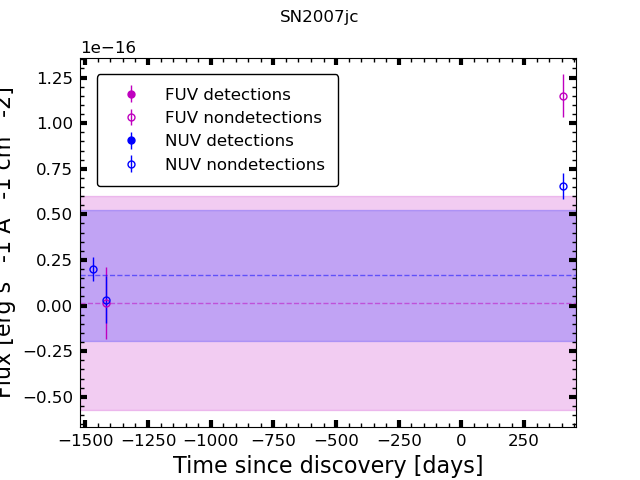 SN2007jc
1e−16
FUV detections
FUV nondetections
NUV detections
NUV nondetections
1.25
1.00
0.75
0.50
0.25
0.00
−0.25
−0.50
Flux [erg s -1 A -1 cm -2]
−1500 −1250 −1000 −750 −500 −250 0 250
Time since discovery [days]